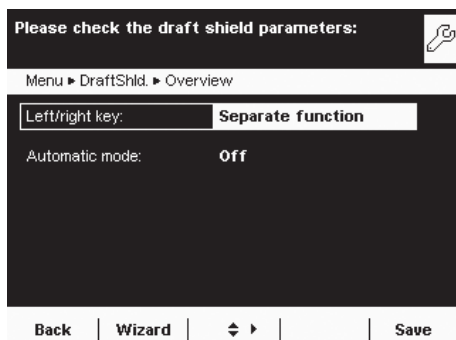 Please check the draft shield parameters:
Menu ▸ DraftShld. ▸ Overview
Left/right key: Separate function
Automatic mode: Off
Back Wizard Save